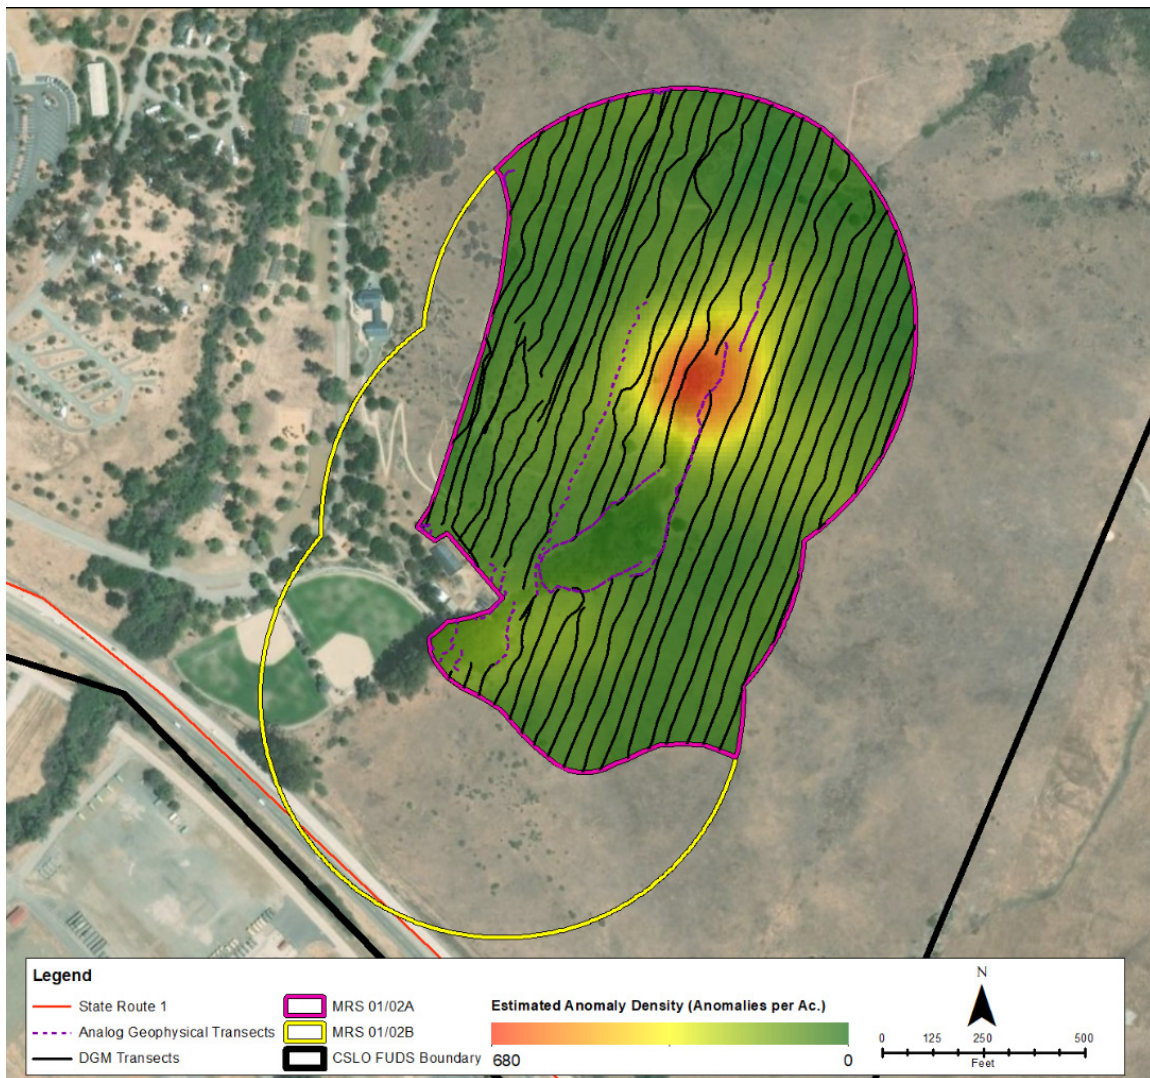 Legend
State Route 1
Analog Geophysical Transects
DGM Transects
MRS 01/02A
MRS 01/02B
CSLO FUDS Boundary
Estimated Anomaly Density (Anomalies per Ac.)
680 0
N
0 125 250 500
Feet